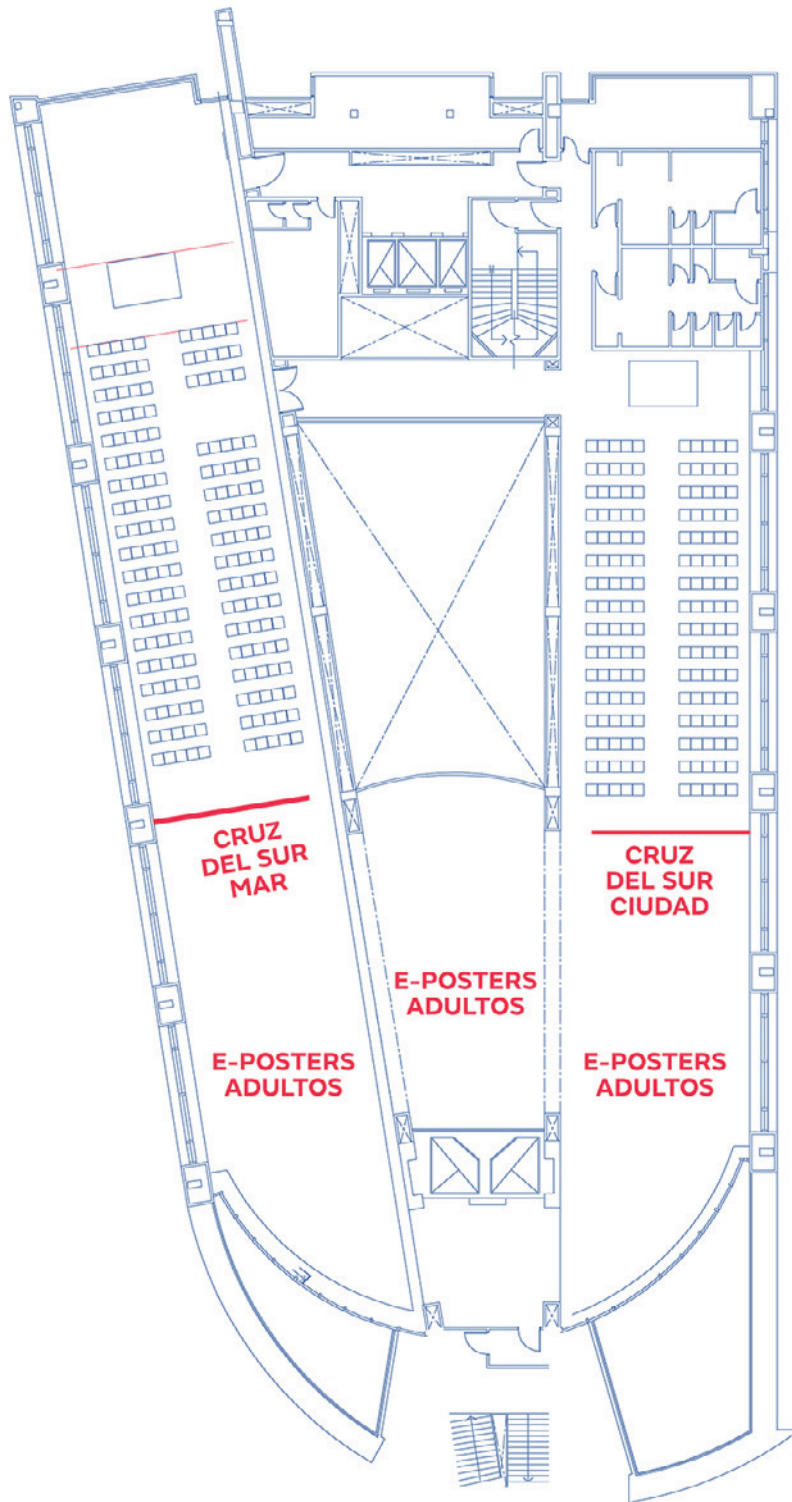 CRUZ
DEL SUR
MAR
CRUZ
DEL SUR
CIUDAD
E-POSTERS
ADULTOS
E-POSTERS
ADULTOS
E-POSTERS
ADULTOS